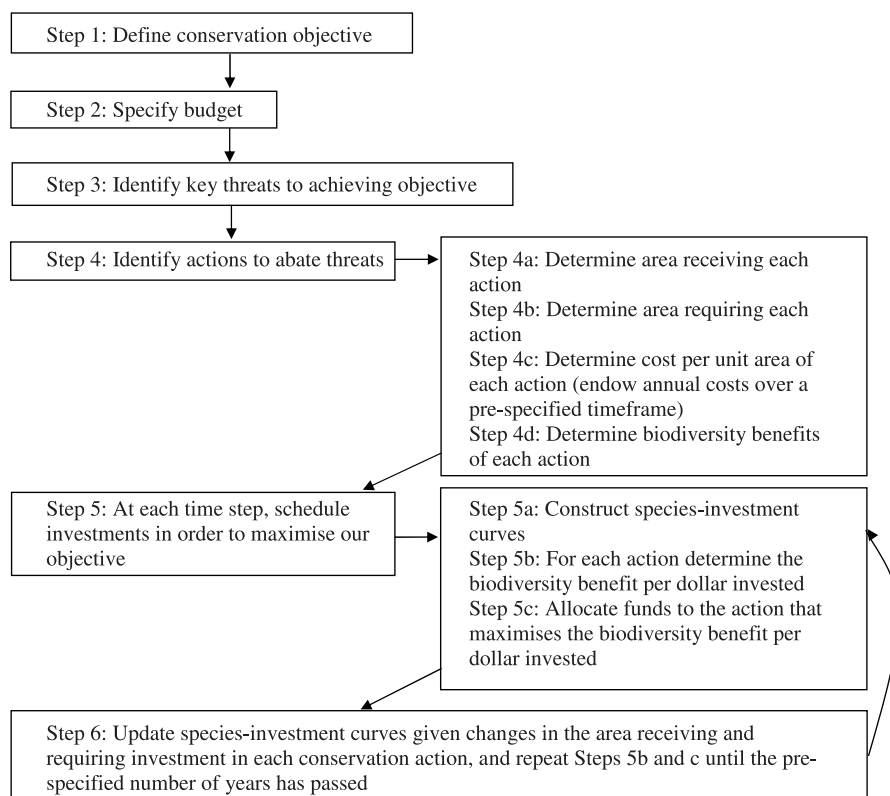 Step 1: Define conservation objective
Step 2: Specify budget
Step 3: Identify key threats to achieving objective
Step 4: Identify actions to abate threats
Step 4a: Determine area receiving each
action
Step 4b: Determine area requiring each
action
Step 4c: Determine cost per unit area of
each action (endow annual costs over a
pre-specified timeframe)
Step 4d: Determine biodiversity benefits
of each action
Step 5: At each time step, schedule
investments in order to maximise our
objective
Step 5a: Construct species-investment
curves
Step 5b: For each action determine the
biodiversity benefit per dollar invested
Step 5c: Allocate funds to the action that
maximises the biodiversity benefit per
dollar invested
Step 6: Update species-investment curves given changes in the area receiving and
requiring investment in each conservation action, and repeat Steps 5b and c until the pre-
specified number of years has passed